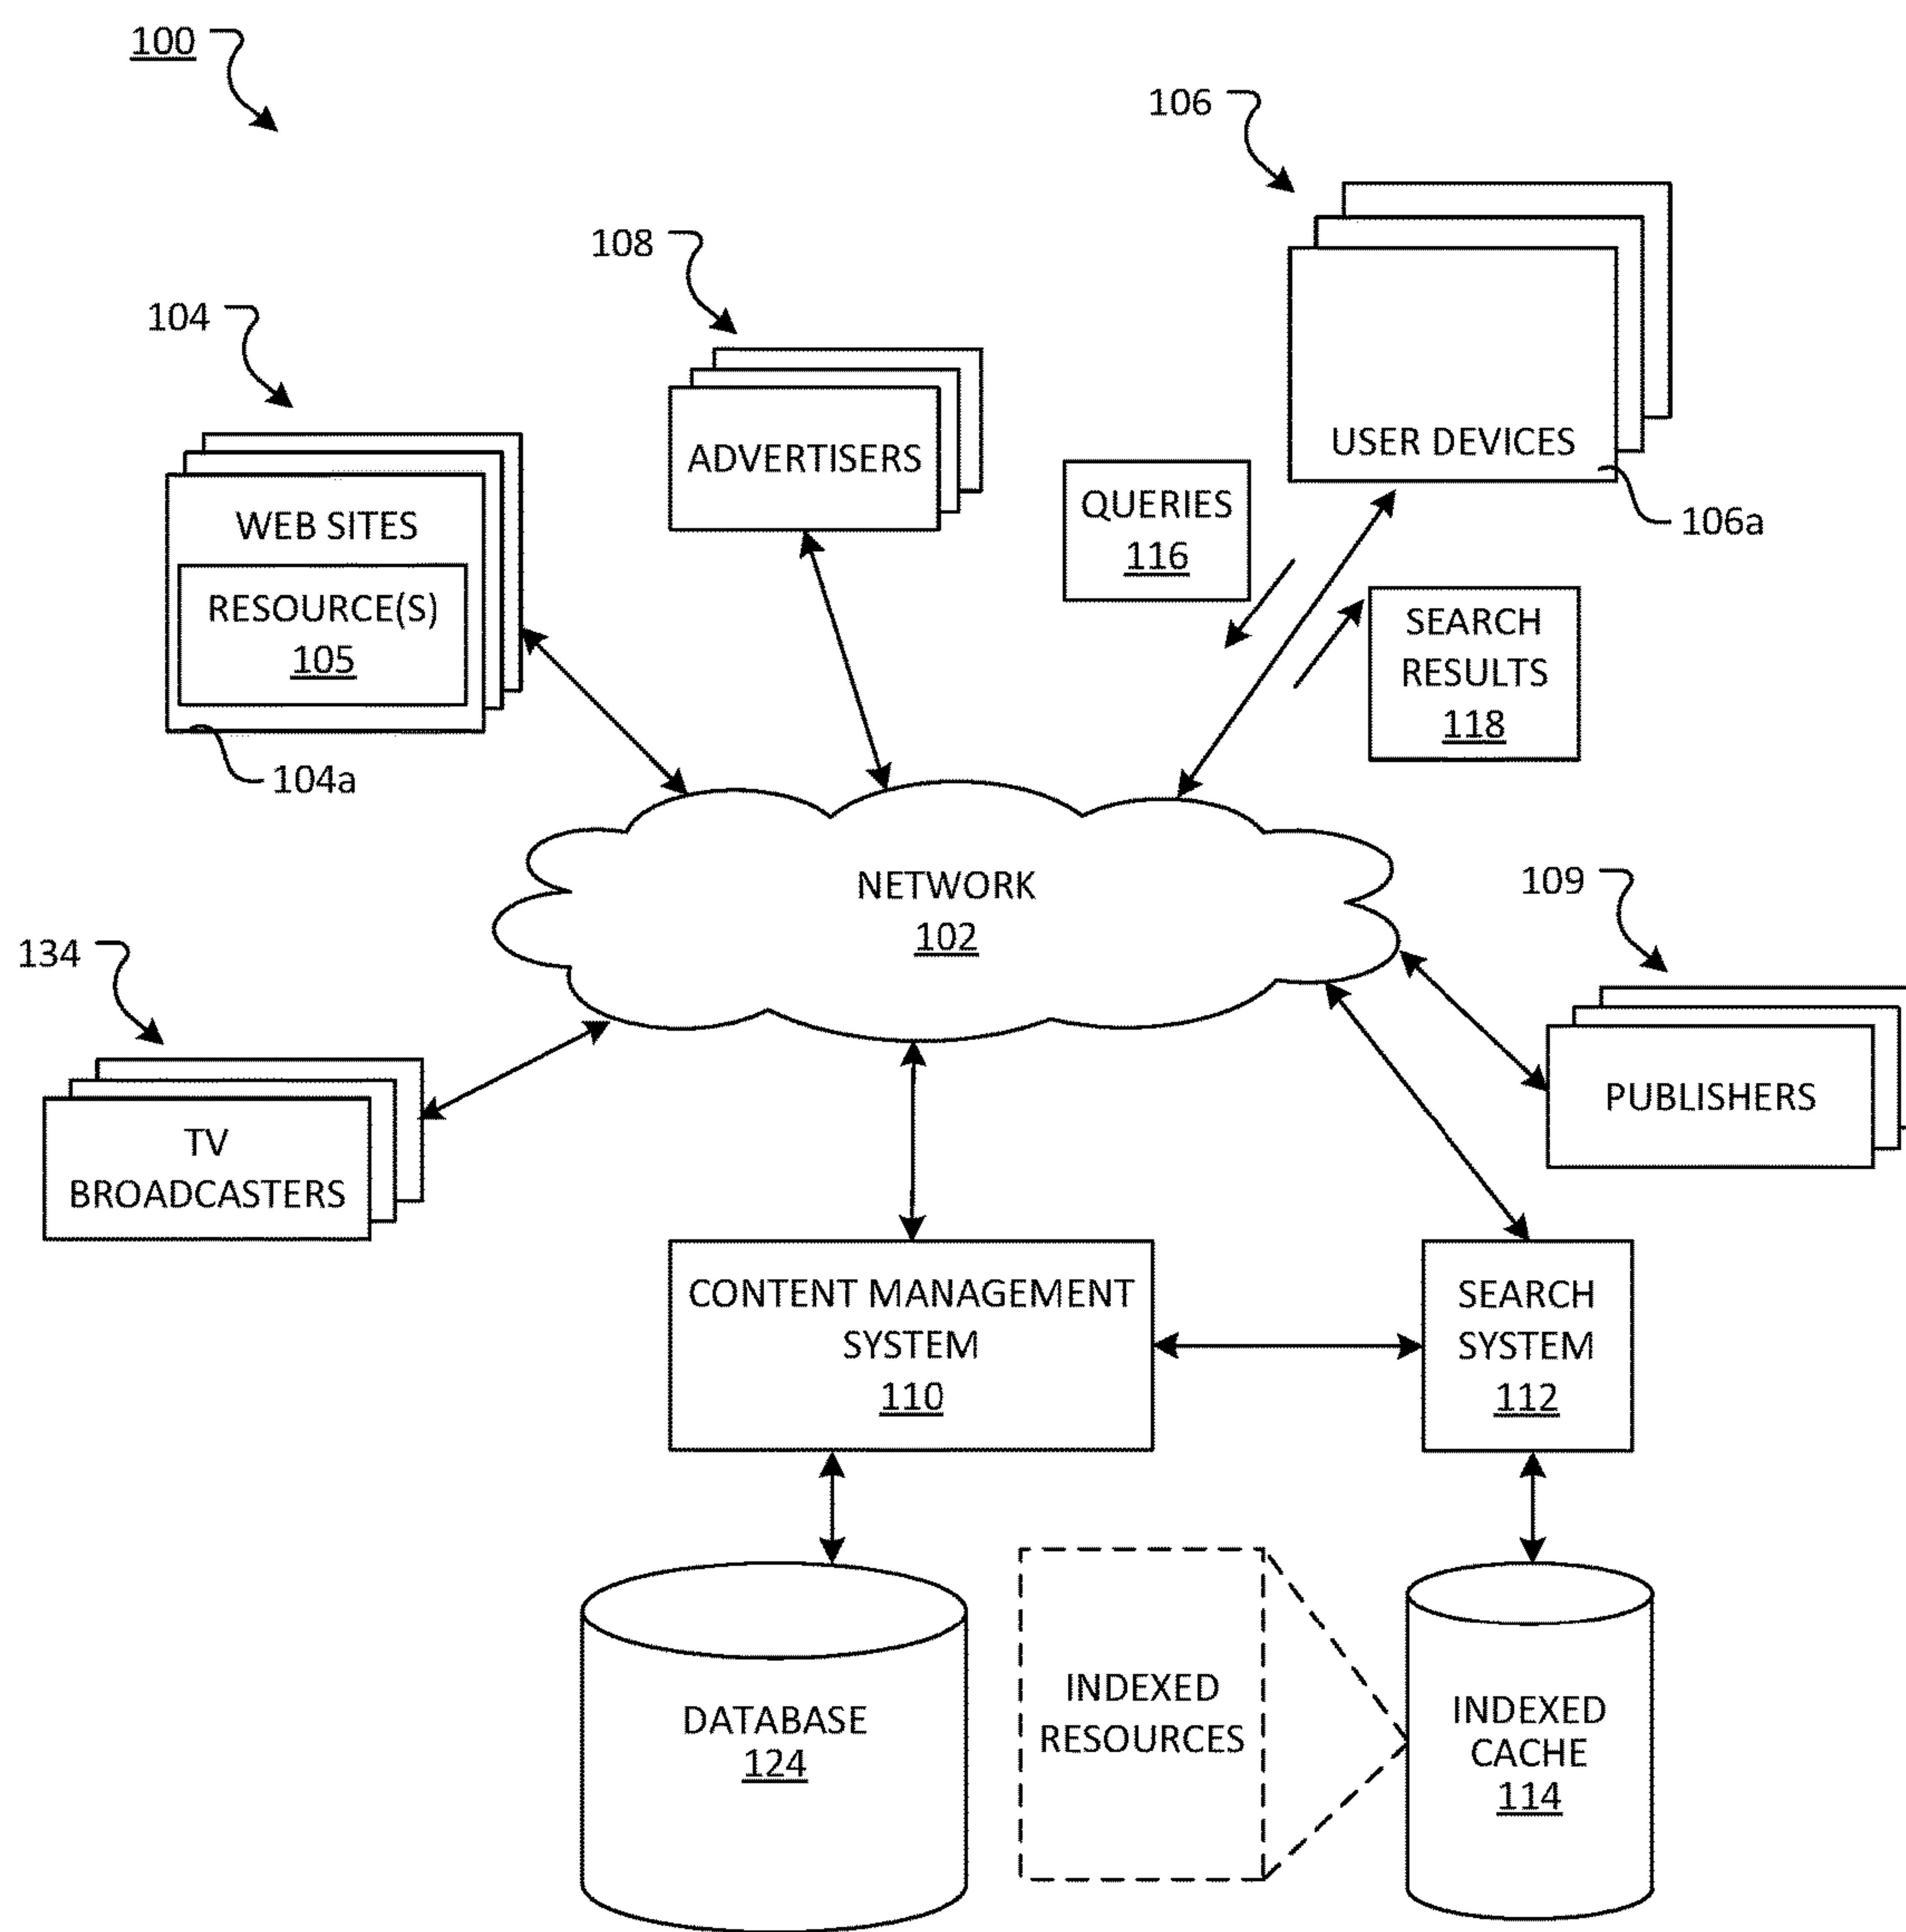 100
106
108
104
ADVERTISERS
USER DEVICES
106a
QUERIES
116
WEB SITES
RESOURCE(S)
105
104a
SEARCH
RESULTS
118
NETWORK
102
109
134
PUBLISHERS
TV
BROADCASTERS
CONTENT MANAGEMENT
SYSTEM
110
SEARCH
SYSTEM
112
INDEXED
RESOURCES
DATABASE
124
INDEXED
CACHE
114